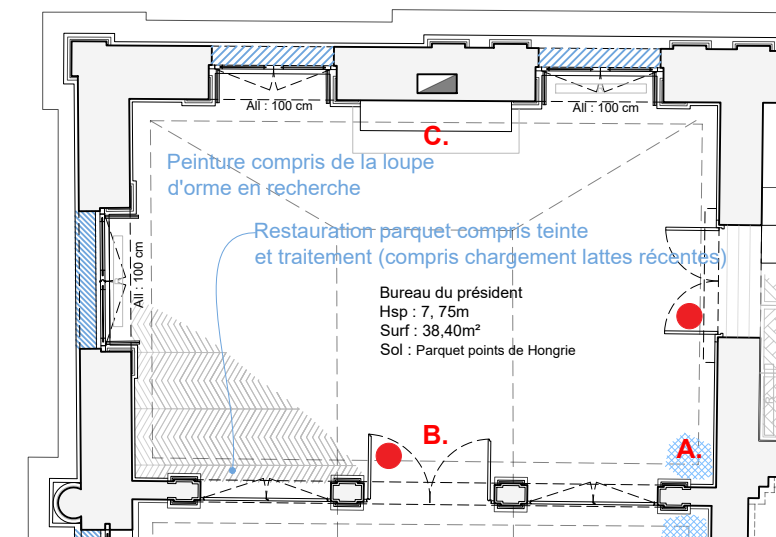 All : 100 cm
All : 100 cm
C.
Peinture compris de la loupe
d'orme en recherche
Restauration parquet compris teinte
et traitement (compris chargement lattes récentes)
All : 100 cm
Bureau du président
Hsp : 7, 75m
Surf : 38,40m²
Sol : Parquet points de Hongrie
B.
A.